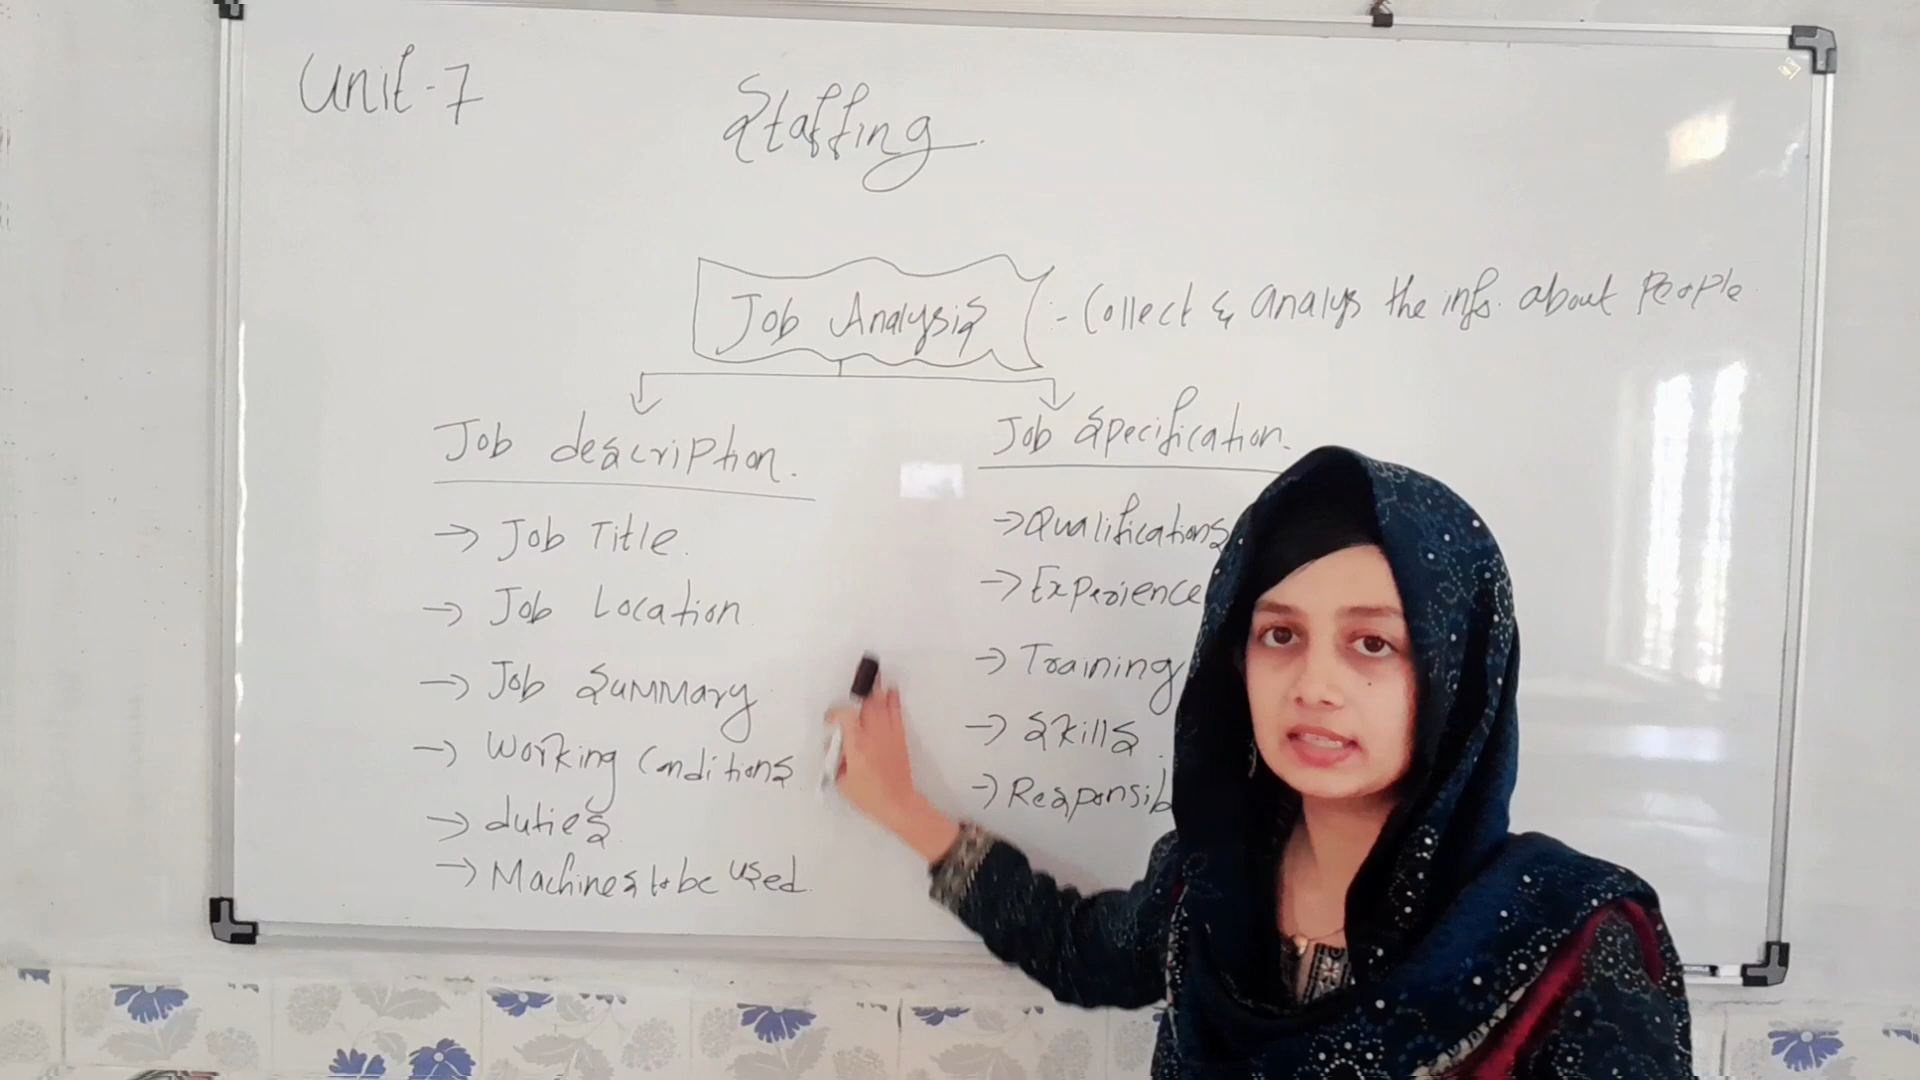 Unit-7
Staffing
Job Analysis :- Collect & analys the info. about People
Job description.
Job Specification.
→ Job Title.
→ Job Location
→ Job Summary
→ Working Conditions
→ duties
→ Machines to be used.
→ Qualifications
→ Experience
→ Training
→ Skills
→ Responsib